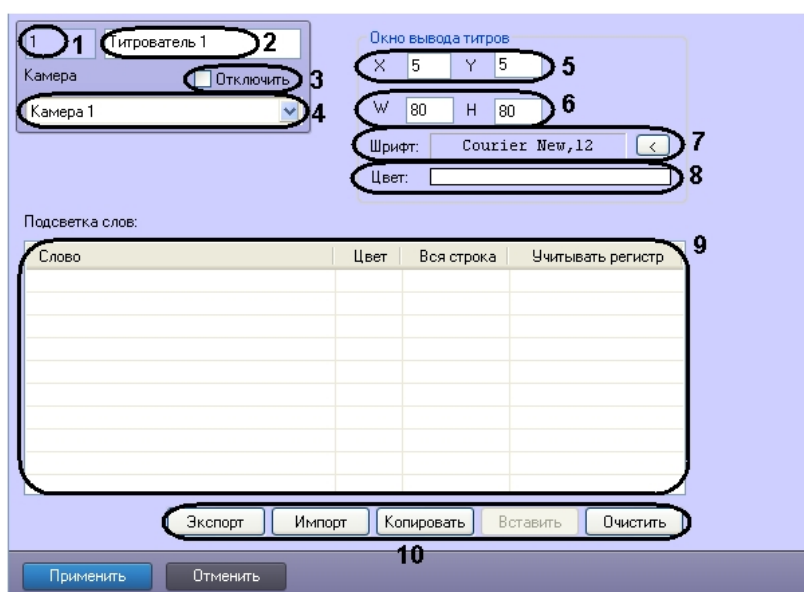 1 1 Титрователь 1 2
Камера Отключить 3
Камера 1 4
Окно вывода титров
X 5 Y 5 5
W 80 H 80 6
Шрифт: Courier New,12 < 7
Цвет: 8
Подсветка слов:
9
Слово Цвет Вся строка Учитывать регистр
Экспорт Импорт Копировать Вставить Очистить
10
Применить Отменить